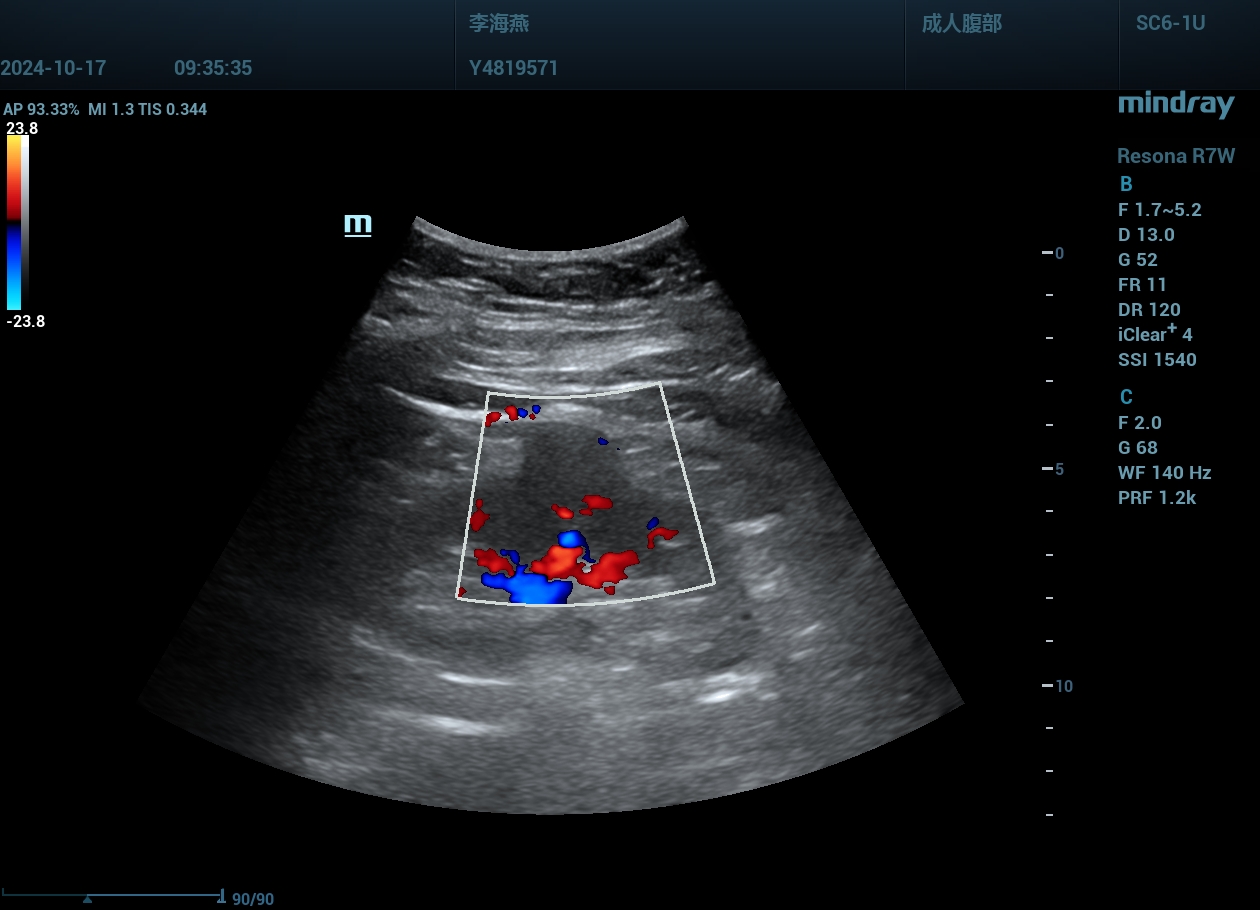 李海燕
成人腹部
SC6-1U
2024-10-17 09:35:35
Y4819571
AP 93.33% MI 1.3 TIS 0.344
mindray
23.8
-23.8
Resona R7W
B
F 1.7~5.2
D 13.0
G 52
FR 11
DR 120
iClear+ 4
SSI 1540
C
F 2.0
G 68
WF 140 Hz
PRF 1.2k
m
0
5
10
90/90